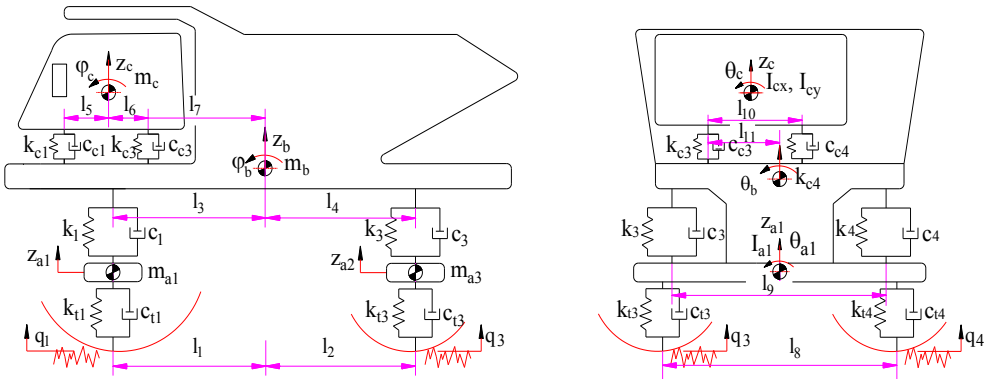 φc zc mc
l5 l6 l7
kc1 cc1 kc3 cc3
zb
φb mb
l3 l4
k1 c1 k3 c3
za1 ma1 za2 ma3
kt1 ct1 kt3 ct3
q1 q3
l1 l2
θc zc
Icx, Icy
l10
l11
kc3 cc3 cc4
θb kc4
k3 c3 za1 k4 c4
Ia1 θa1
l9
kt3 ct3 kt4 ct4
q3 q4
l8